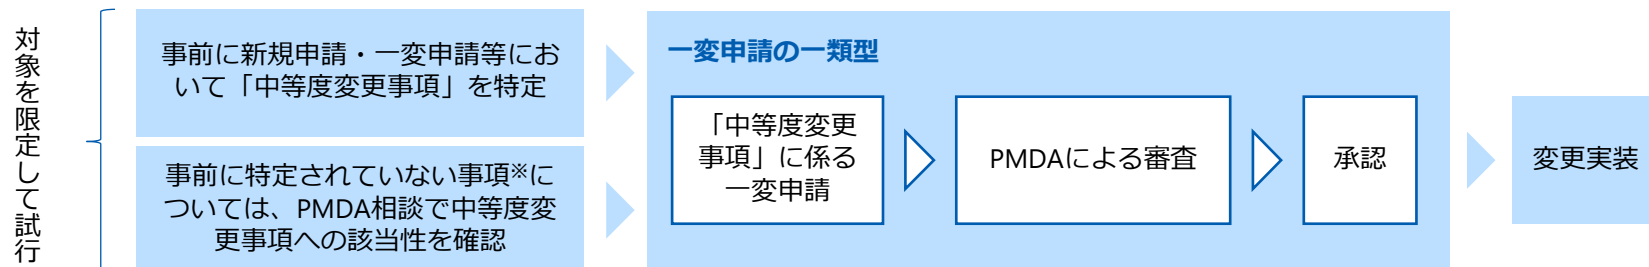 対象を限定して試行
事前に新規申請・一変申請等にお
いて「中等度変更事項」を特定
事前に特定されていない事項※に
ついては、PMDA相談で中等度変
更事項への該当性を確認
一変申請の一類型
「中等度変更
事項」に係る
一変申請
PMDAによる審査
承認
変更実装